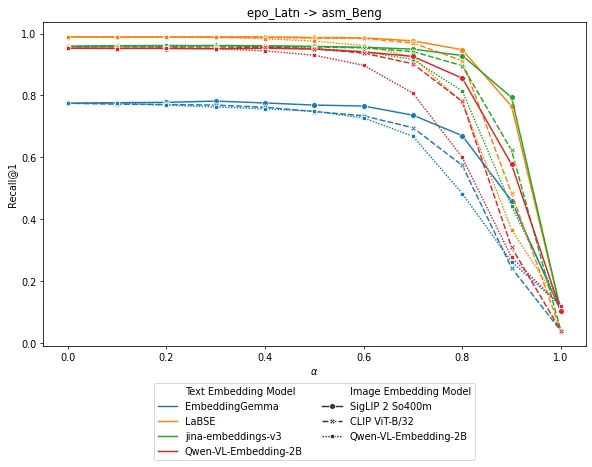 epo_Latn -> asm_Beng
Recall@1
1.0
0.8
0.6
0.4
0.2
0.0
0.0 0.2 0.4 0.6 0.8 1.0
α
Text Embedding Model
EmbeddingGemma
LaBSE
jina-embeddings-v3
Qwen-VL-Embedding-2B
Image Embedding Model
SigLIP 2 So400m
CLIP ViT-B/32
Qwen-VL-Embedding-2B